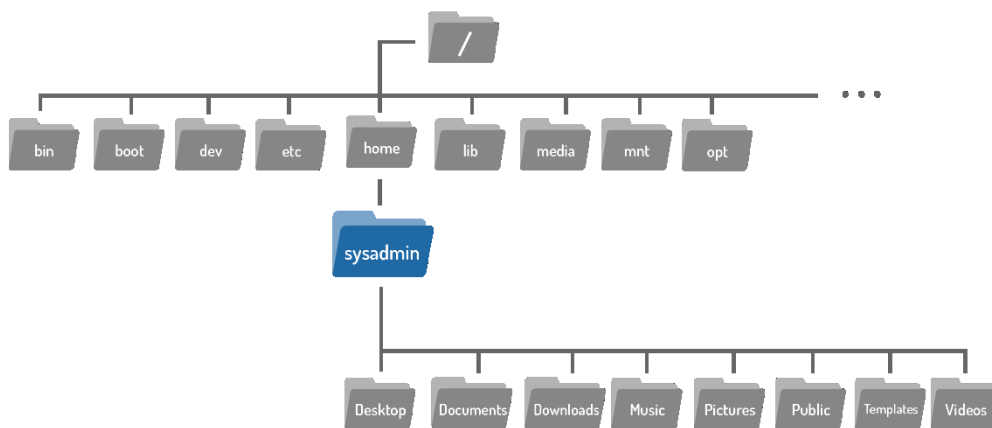 /
bin boot dev etc home lib media mnt opt
sysadmin
Desktop Documents Downloads Music Pictures Public Templates Videos